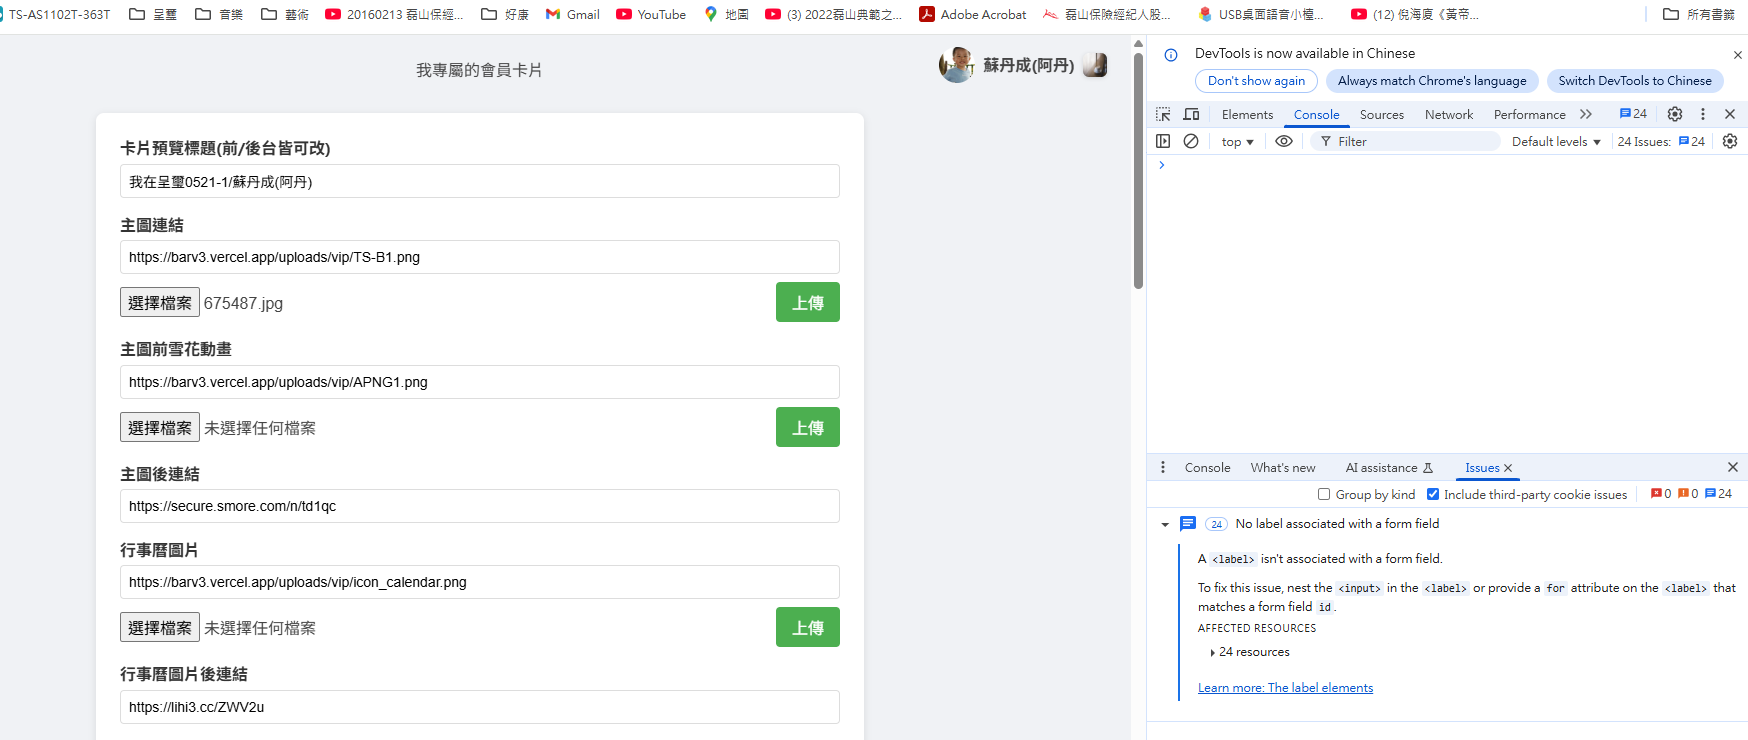 TS-AS1102T-363T 呈璽 音樂 藝術 20160213 磊山保經... 好康 Gmail YouTube 地圖 (3) 2022磊山典範之... Adobe Acrobat 磊山保險經紀人股... USB桌面語音小檯... (12) 倪海廈《黃帝... 所有書籤
我專屬的會員卡片
蘇丹成(阿丹)
卡片預覽標題(前/後台皆可改)
我在呈璽0521-1/蘇丹成(阿丹)
主圖連結
https://barv3.vercel.app/uploads/vip/TS-B1.png
選擇檔案 675487.jpg 上傳
主圖前雪花動畫
https://barv3.vercel.app/uploads/vip/APNG1.png
選擇檔案 未選擇任何檔案 上傳
主圖後連結
https://secure.smore.com/n/td1qc
行事曆圖片
https://barv3.vercel.app/uploads/vip/icon_calendar.png
選擇檔案 未選擇任何檔案 上傳
行事曆圖片後連結
https://lihi3.cc/ZWV2u
DevTools is now available in Chinese
Don't show again Always match Chrome's language Switch DevTools to Chinese
Elements Console Sources Network Performance 24
top Filter Default levels 24 Issues: 24
Console What's new AI assistance Issues
Group by kind Include third-party cookie issues 0 0 24
24 No label associated with a form field
A <label> isn't associated with a form field.
To fix this issue, nest the <input> in the <label> or provide a for attribute on the <label> that
matches a form field id.
AFFECTED RESOURCES
24 resources
Learn more: The label elements